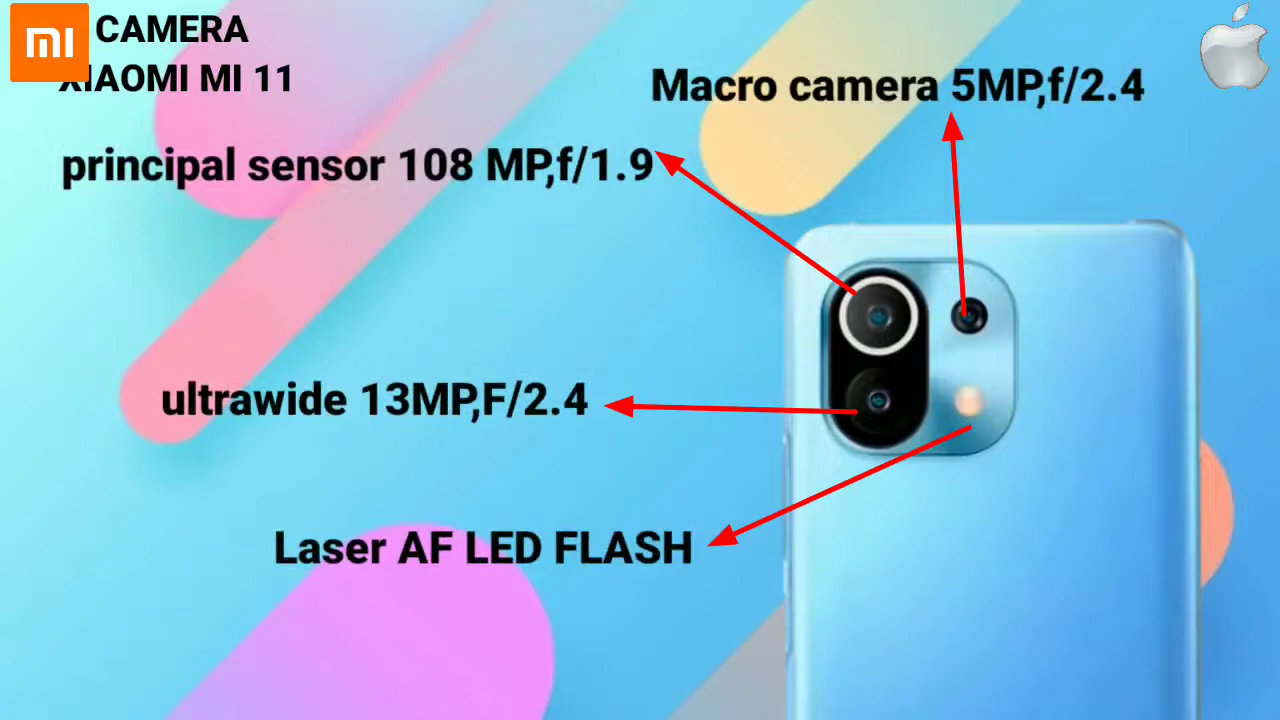 mi CAMERA
XIAOMI MI 11
Macro camera 5MP,f/2.4
principal sensor 108 MP,f/1.9
ultrawide 13MP,F/2.4
Laser AF LED FLASH